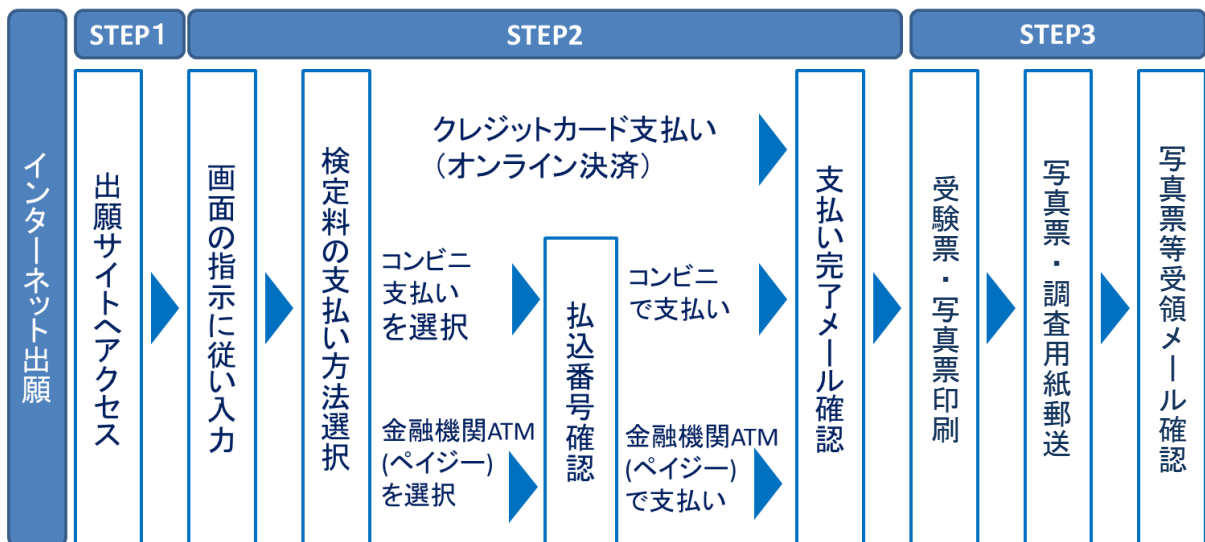 インターネット出願
STEP1
STEP2
STEP3
出願サイトへアクセス
画面の指示に従い入力
検定料の支払い方法選択
クレジットカード支払い
（オンライン決済）
コンビニ
支払い
を選択
金融機関ATM
(ペイジー)
を選択
払込番号確認
コンビニ
で支払い
金融機関ATM
(ペイジー)
で支払い
支払い完了メール確認
受験票・写真票印刷
写真票・調査用紙郵送
写真票等受領メール確認